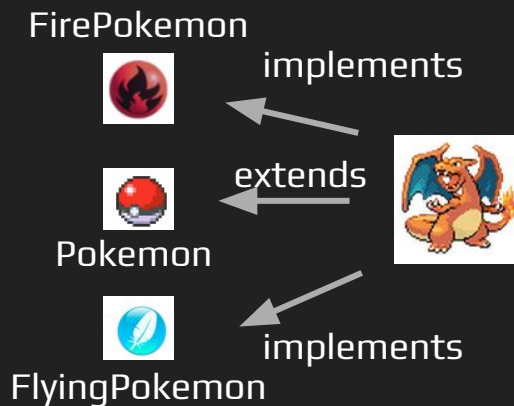 FirePokemon
implements
extends
Pokemon
implements
FlyingPokemon